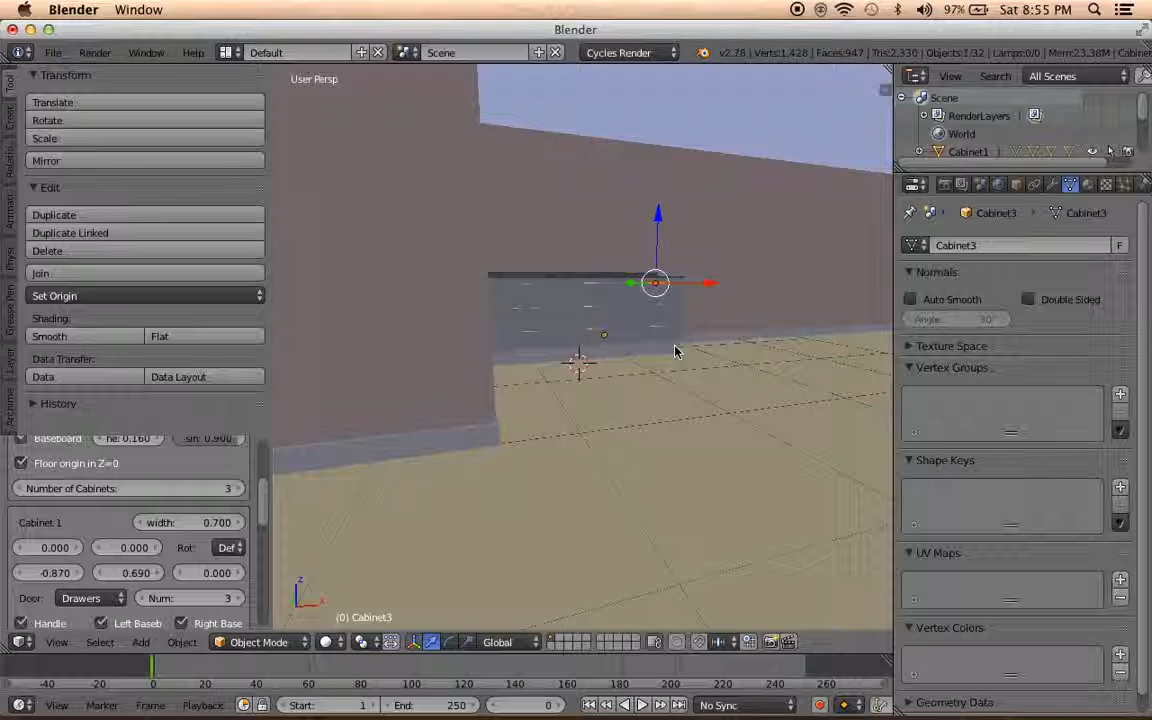 Blender Window 97% Sat 8:55 PM
Blender
File Render Window Help Default Scene Cycles Render v2.78 | Verts:1,428 | Faces:947 | Tris:2,330 | Objects:1/32 | Lamps:0/0 | Mem:23.38M | Cabinet
Transform
Translate
Rotate
Scale
Mirror
Edit
Duplicate
Duplicate Linked
Delete
Join
Set Origin
Shading:
Smooth Flat
Data Transfer:
Data Data Layout
History
Tool
Grease Pen
Layer
Baseboard he: 0.160 sin: 0.900
Floor origin in Z=0
Number of Cabinets: 3
Cabinet 1 width: 0.700
0.000 0.000 Rot: Def
-0.870 0.690 0.000
Door: Drawers Num: 3
Handle Left Baseb Right Base
User Persp
z
x
(0) Cabinet3
View Select Add Object Object Mode Global
-40 -20 0 20 40 60 80 100 120 140 160 180 200 220 240 260
View Marker Frame Playback Start: 1 End: 250 0 No Sync
View Search All Scenes
Scene
RenderLayers
World
Cabinet1
Cabinet3 Cabinet3
Cabinet3 F
Normals
Auto Smooth Double Sided
Angle: 30°
Texture Space
Vertex Groups
Shape Keys
UV Maps
Vertex Colors
Geometry Data